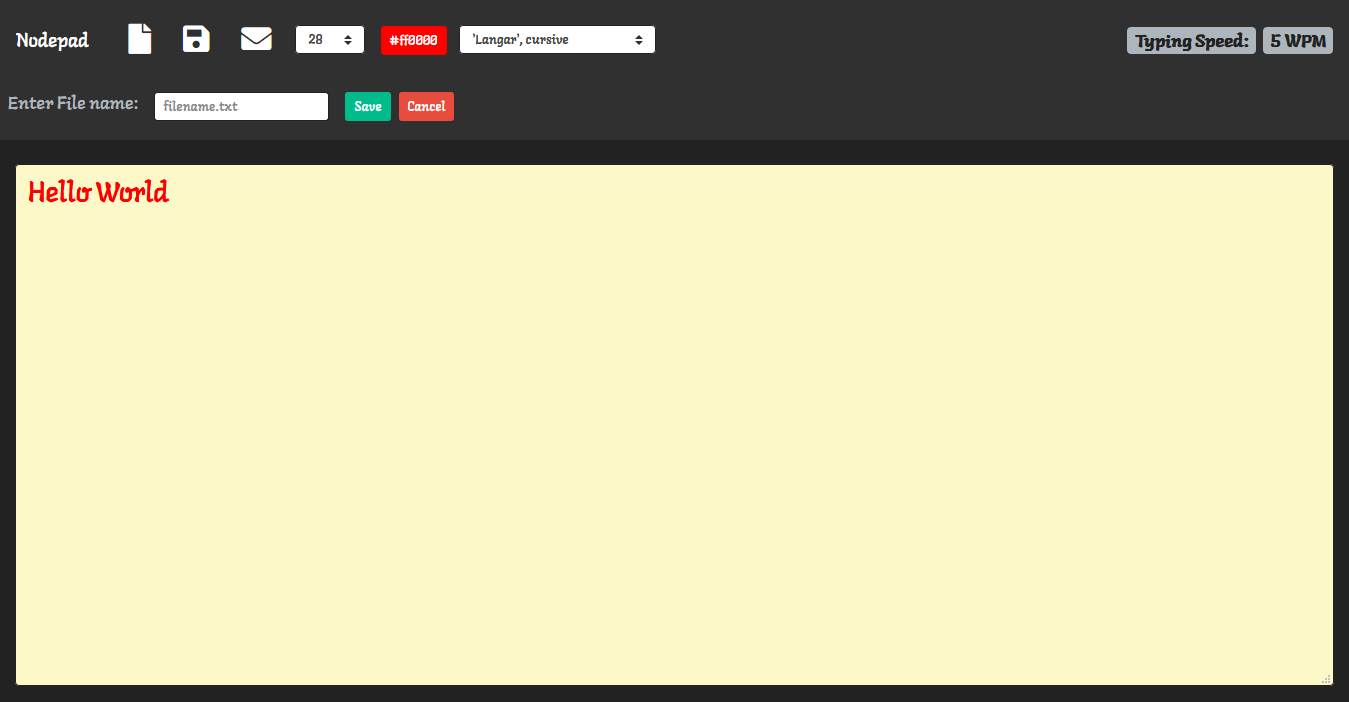 Nodepad 28 #ff0000 'Langar', cursive Typing Speed: 5 WPM
Enter File name: filename.txt Save Cancel
Hello World